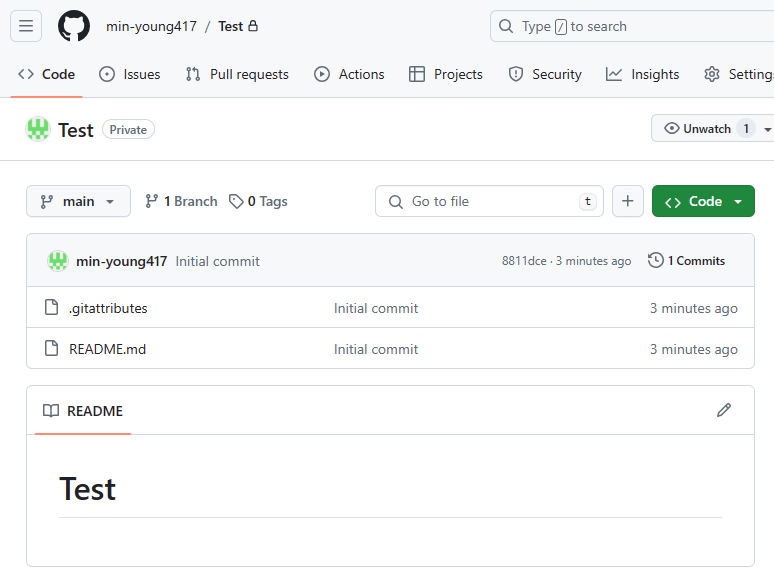 min-young417 / Test
Type / to search
Code Issues Pull requests Actions Projects Security Insights Settings
Test Private
Unwatch 1
main 1 Branch 0 Tags
Go to file t
+ Code
min-young417 Initial commit 8811dce · 3 minutes ago 1 Commits
.gitattributes Initial commit 3 minutes ago
README.md Initial commit 3 minutes ago
README
Test